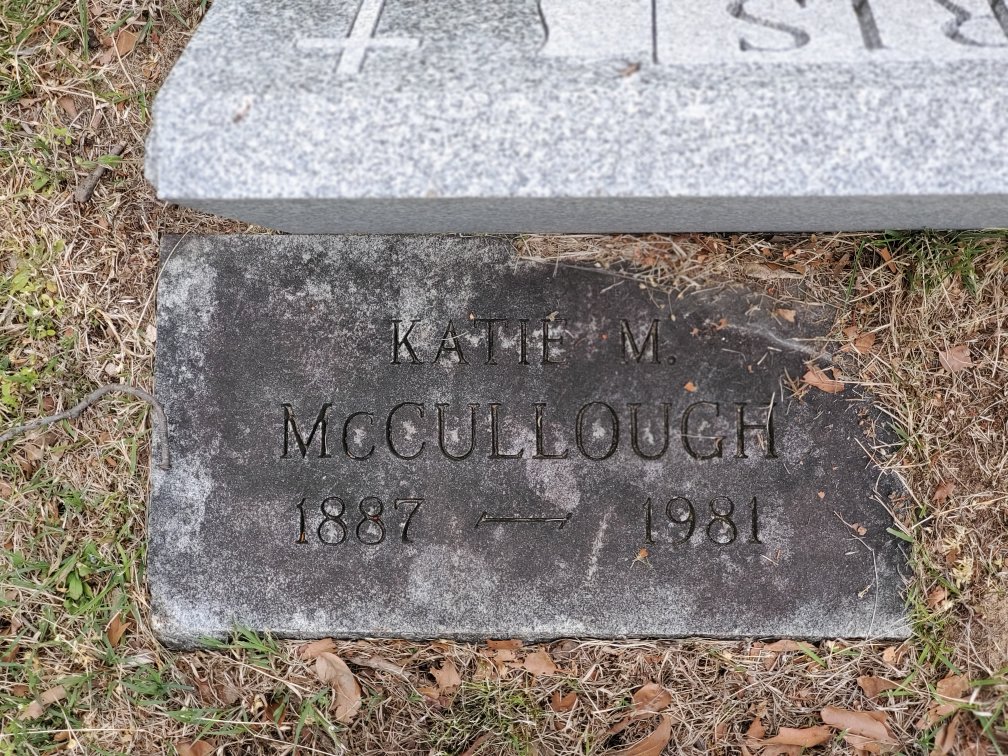 KATIE M.
McCULLOUGH
1887 — 1981